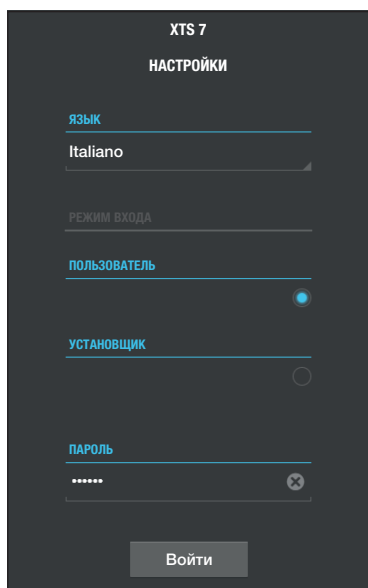 XTS 7
НАСТРОЙКИ
ЯЗЫК
Italiano
РЕЖИМ ВХОДА
ПОЛЬЗОВАТЕЛЬ
УСТАНОВЩИК
ПАРОЛЬ
••••••
Войти